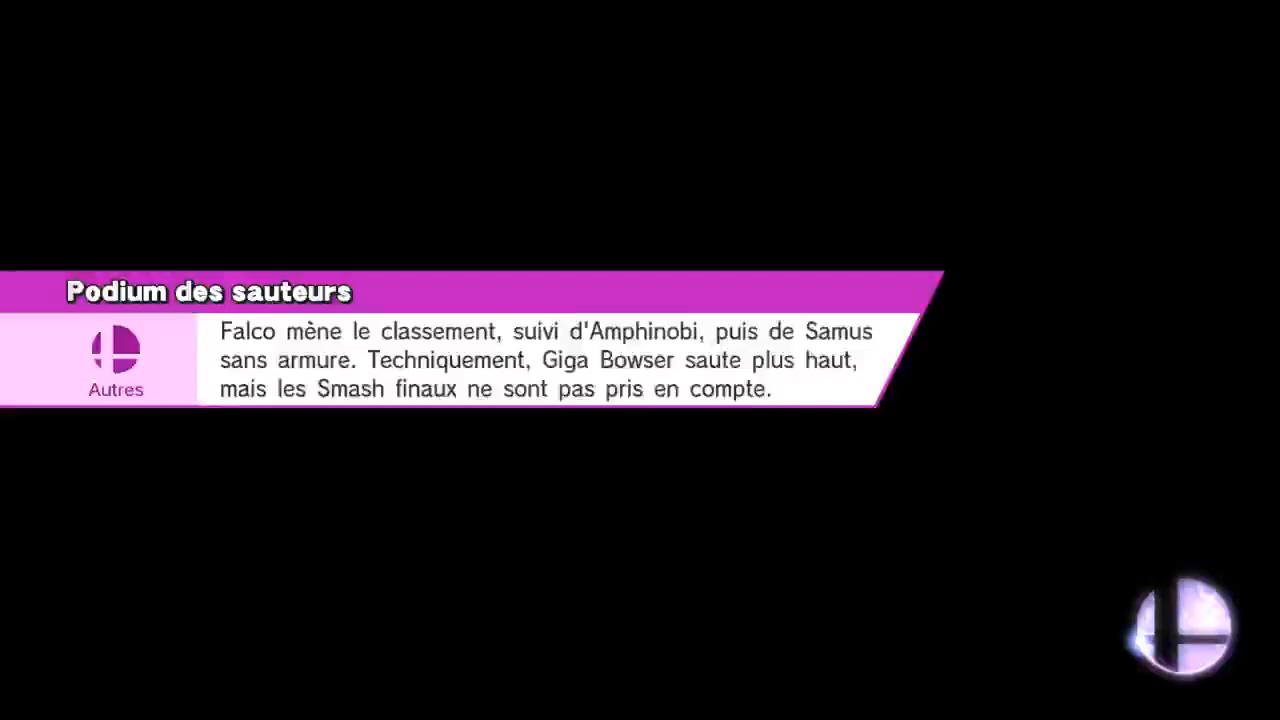 Podium des sauteurs
Falco mène le classement, suivi d'Amphinobi, puis de Samus
sans armure. Techniquement, Giga Bowser saute plus haut,
mais les Smash finaux ne sont pas pris en compte.
Autres